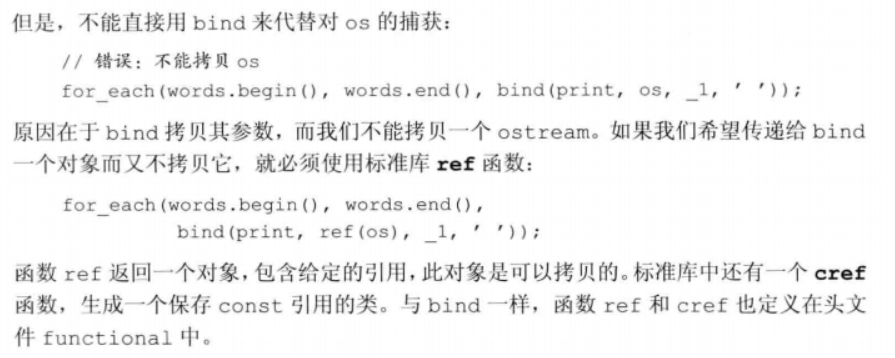 但是，不能直接用 bind 来代替对 os 的捕获：
// 错误：不能拷贝 os
for_each(words.begin(), words.end(), bind(print, os, _1, ' '));
原因在于 bind 拷贝其参数，而我们不能拷贝一个 ostream。如果我们希望传递给 bind
一个对象而又不拷贝它，就必须使用标准库 ref 函数：
for_each(words.begin(), words.end(),
bind(print, ref(os), _1, ' '));
函数 ref 返回一个对象，包含给定的引用，此对象是可以拷贝的。标准库中还有一个 cref
函数，生成一个保存 const 引用的类。与 bind 一样，函数 ref 和 cref 也定义在头文
件 functional 中。